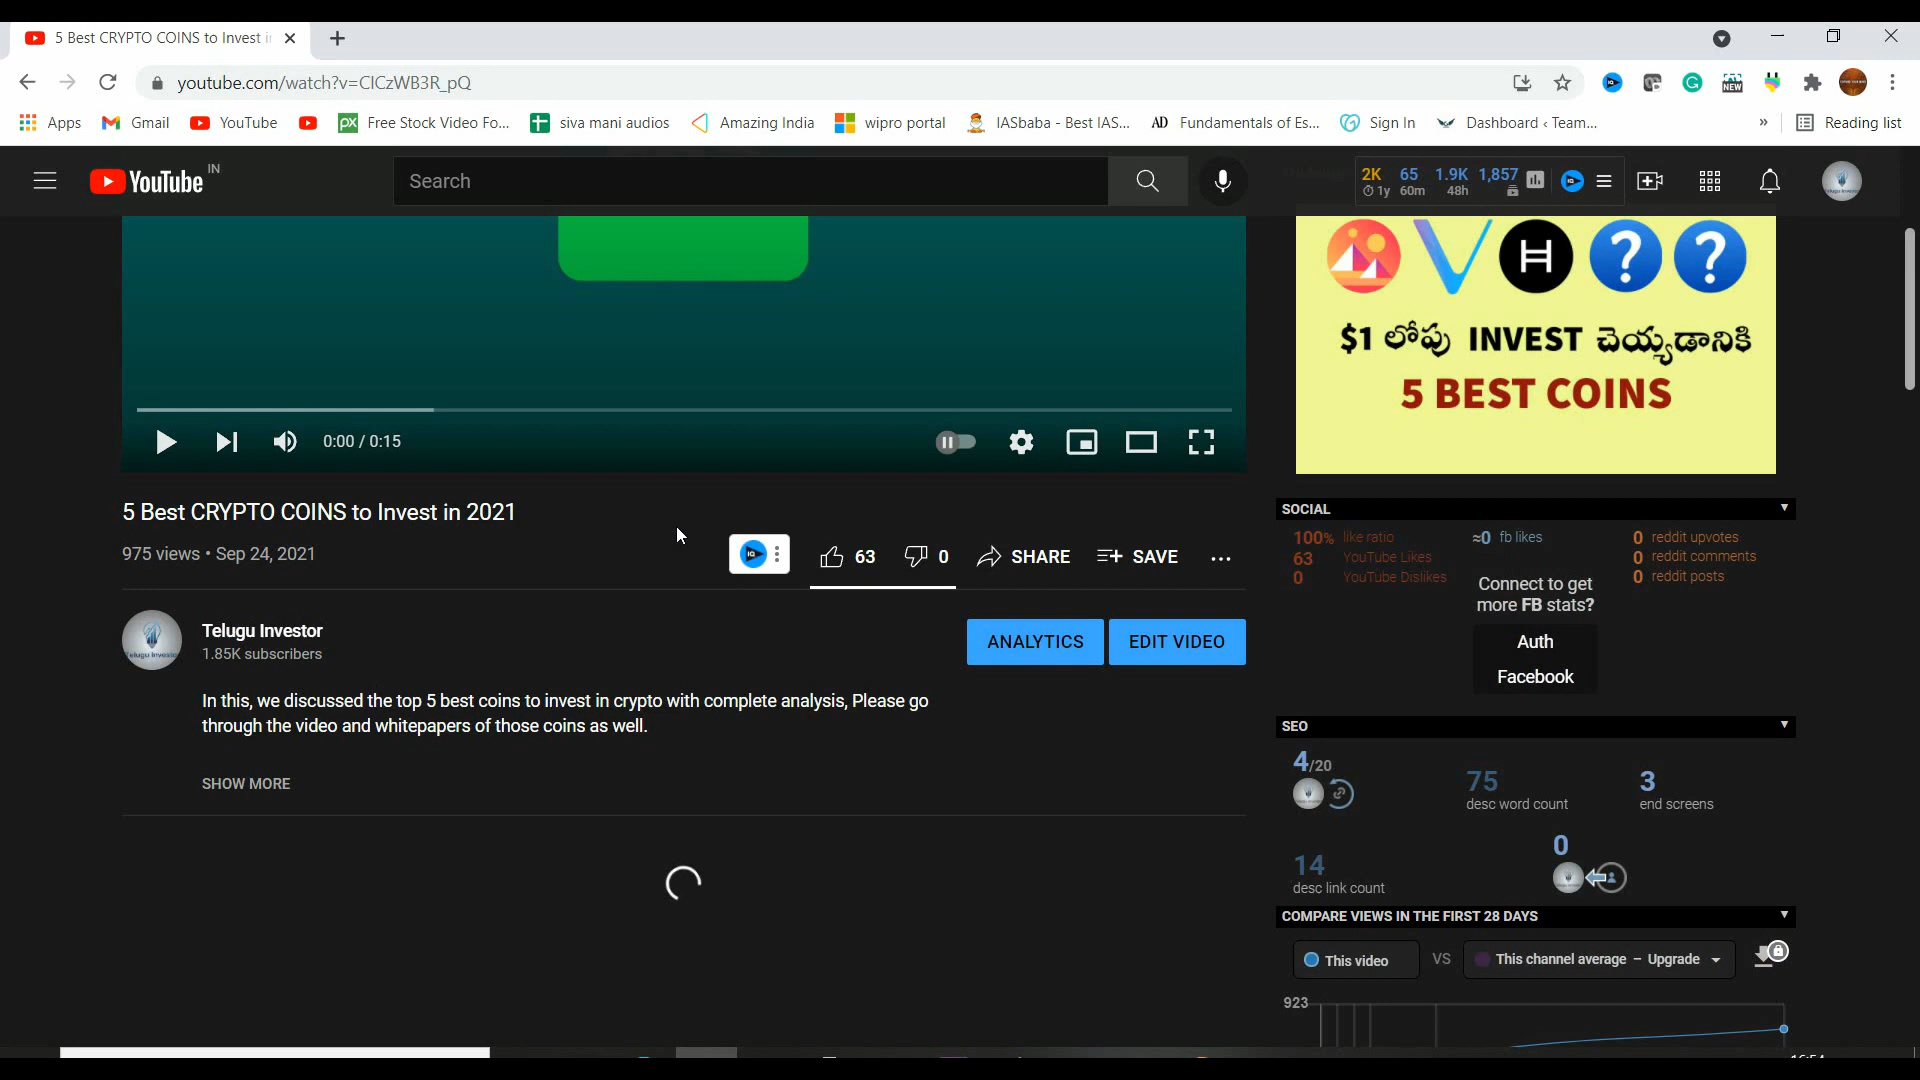 5 Best CRYPTO COINS to Invest i
youtube.com/watch?v=CICzWB3R_pQ
Apps
Gmail
YouTube
Free Stock Video Fo...
siva mani audios
Amazing India
wipro portal
IASbaba - Best IAS...
AD Fundamentals of Es...
Sign In
Dashboard ‹ Team...
»
Reading list
YouTube IN
Search
2K 65 1.9K 1,857
1y 60m 48h
$1 లోపు INVEST చెయ్యడానికి
5 BEST COINS
0:00 / 0:15
5 Best CRYPTO COINS to Invest in 2021
975 views • Sep 24, 2021
63
0
SHARE
SAVE
Telugu Investor
1.85K subscribers
ANALYTICS
EDIT VIDEO
In this, we discussed the top 5 best coins to invest in crypto with complete analysis, Please go
through the video and whitepapers of those coins as well.
SHOW MORE
SOCIAL
100% like ratio
63 YouTube Likes
0 YouTube Dislikes
≈0 fb likes
Connect to get
more FB stats?
Auth
Facebook
0 reddit upvotes
0 reddit comments
0 reddit posts
SEO
4/20
75
desc word count
3
end screens
14
desc link count
0
COMPARE VIEWS IN THE FIRST 28 DAYS
This video
VS
This channel average – Upgrade
923